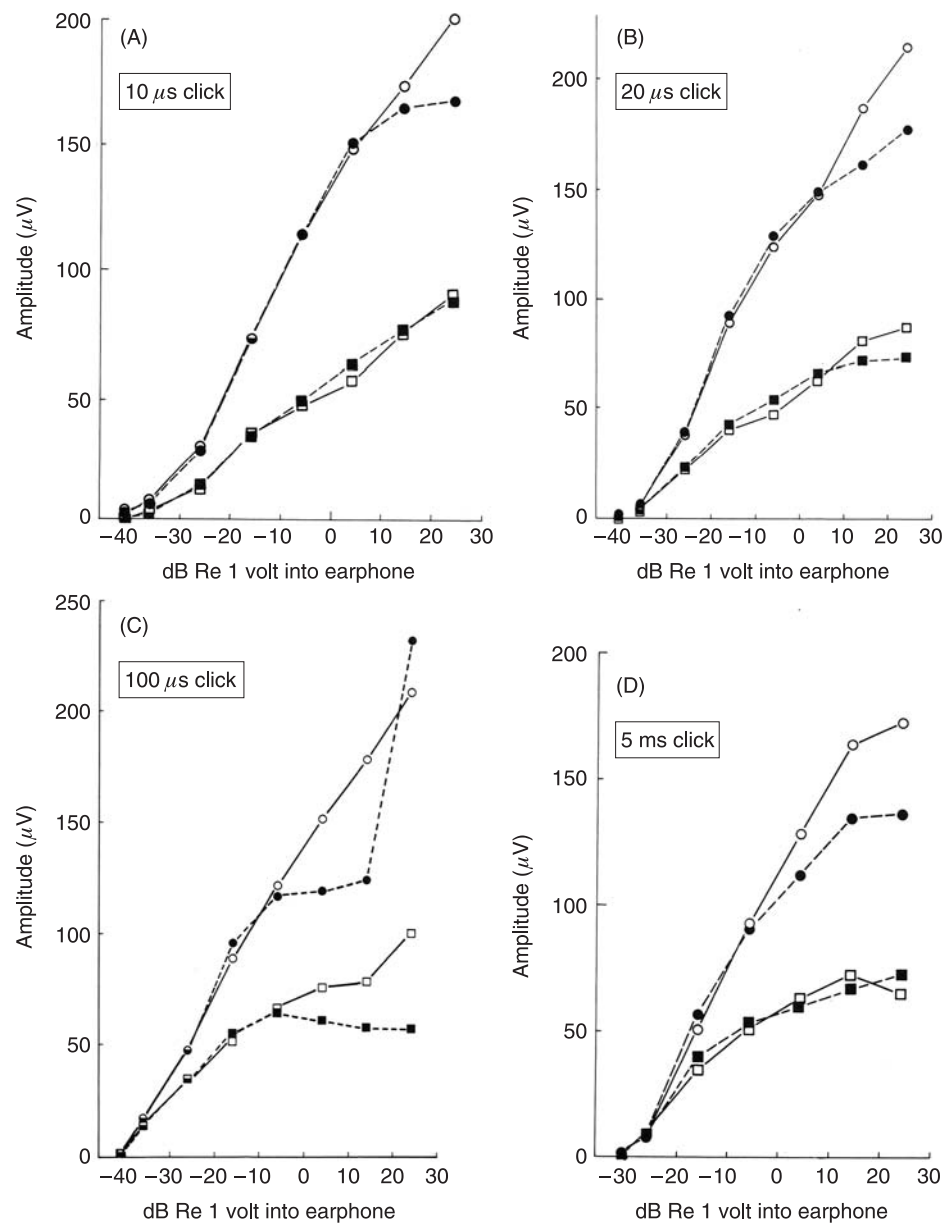 (A)
10 μs click
200
150
100
50
0
Amplitude (μV)
−40 −30 −20 −10 0 10 20 30
dB Re 1 volt into earphone
(B)
20 μs click
200
150
100
50
0
Amplitude (μV)
−40 −30 −20 −10 0 10 20 30
dB Re 1 volt into earphone
(C)
100 μs click
250
200
150
100
50
0
Amplitude (μV)
−40 −30 −20 −10 0 10 20 30
dB Re 1 volt into earphone
(D)
5 ms click
200
150
100
50
0
Amplitude (μV)
−30 −20 −10 0 10 20 30
dB Re 1 volt into earphone